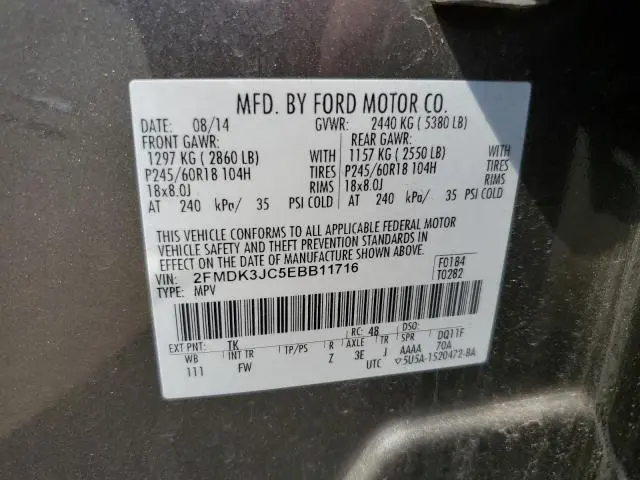 MFD. BY FORD MOTOR CO.
DATE: 08/14 GVWR: 2440 KG ( 5380 LB)
FRONT GAWR: REAR GAWR:
1297 KG ( 2860 LB) WITH 1157 KG ( 2550 LB) WITH
P245/60R18 104H TIRES P245/60R18 104H TIRES
18x8.0J RIMS 18x8.0J RIMS
AT 240 kPa/ 35 PSI COLD AT 240 kPa/ 35 PSI COLD
THIS VEHICLE CONFORMS TO ALL APPLICABLE FEDERAL MOTOR
VEHICLE SAFETY AND THEFT PREVENTION STANDARDS IN
EFFECT ON THE DATE OF MANUFACTURE SHOWN ABOVE.
VIN: 2FMDK3JC5EBB11716 F0184
TYPE: MPV T0282
EXT PNT: TK RC: 48 DSO:
WB INT TR TP/PS R AXLE TR SPR DQ11F
111 FW Z 3E J AAAA 70A
UTC ▽5U5A-1520472-BA